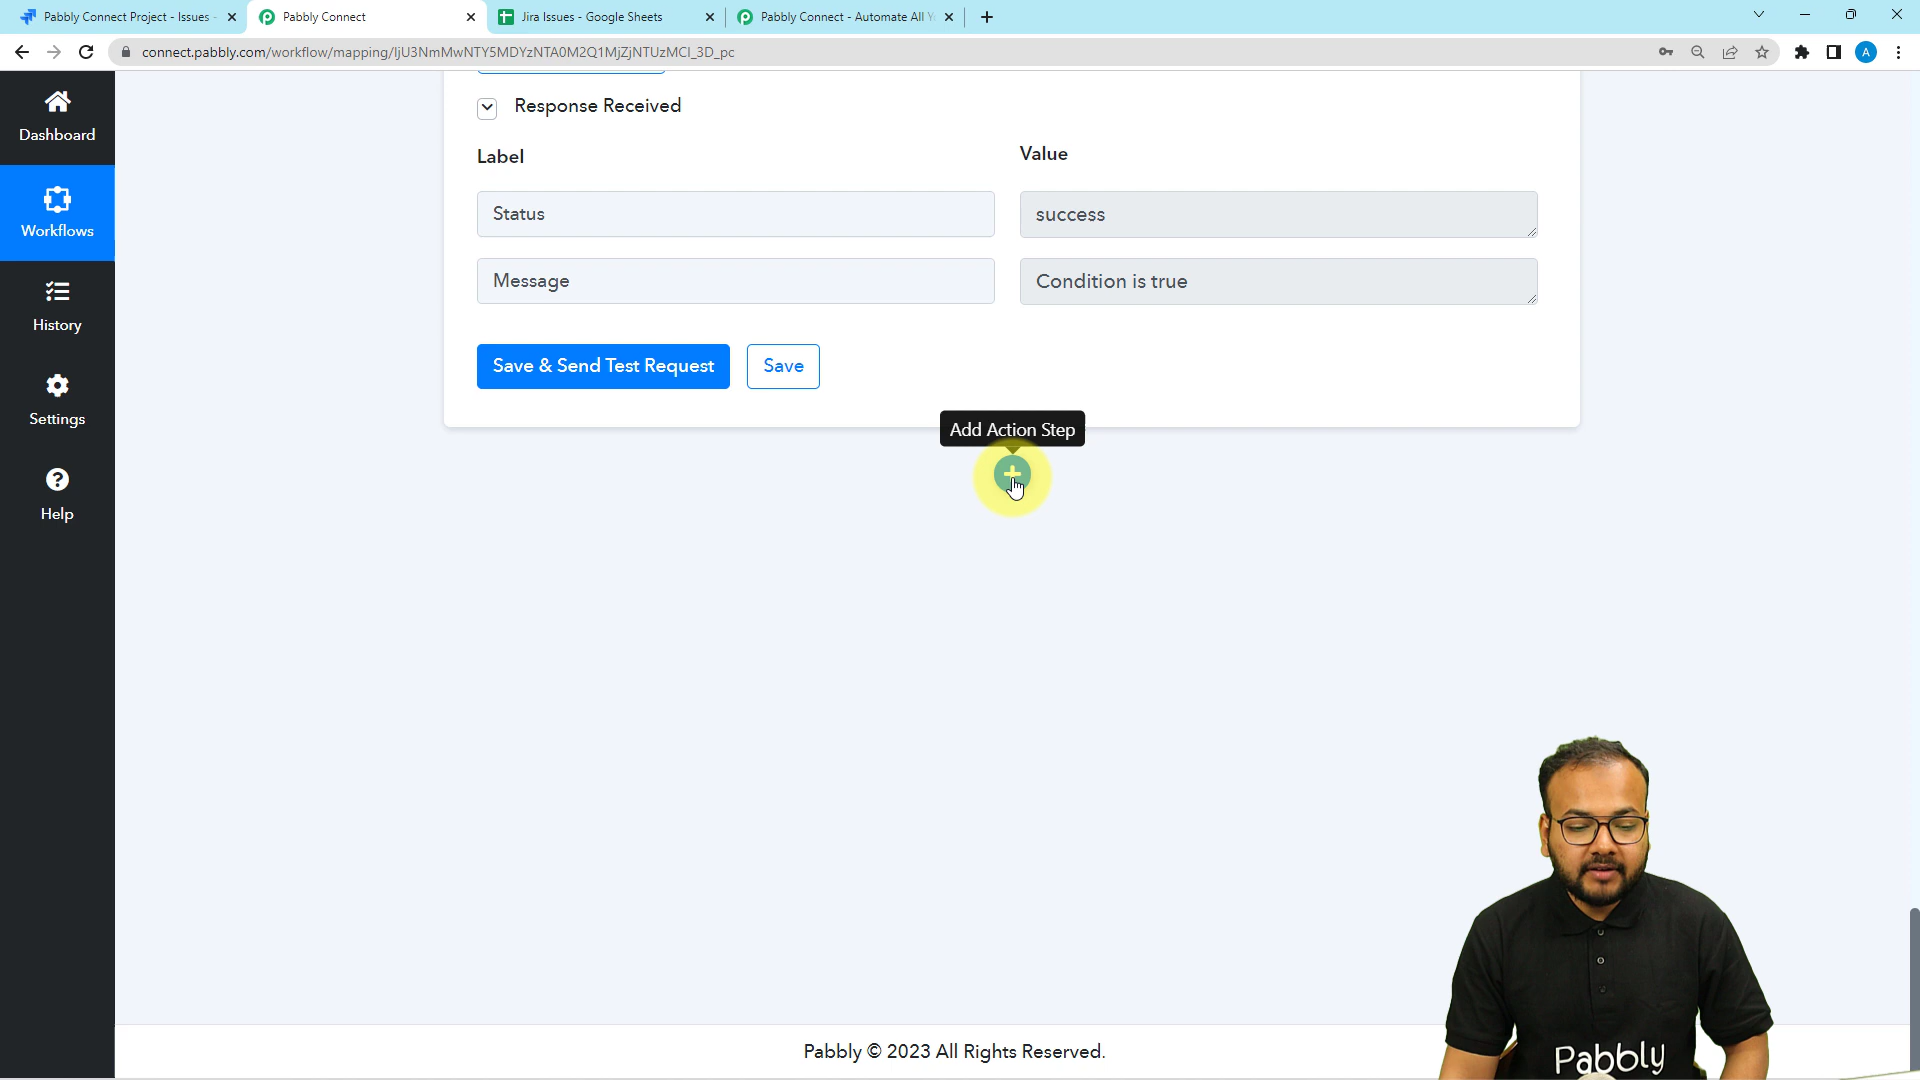 Pabbly Connect Project - Issues -
Pabbly Connect
Jira Issues - Google Sheets
Pabbly Connect - Automate All Y
connect.pabbly.com/workflow/mapping/IjU3NmMwNTY5MDYzNTA0M2Q1MjZjNTUzMCI_3D_pc
A
Dashboard
Workflows
History
Settings
Help
Response Received
Label
Value
Status
success
Message
Condition is true
Save & Send Test Request
Save
Add Action Step
Pabbly © 2023 All Rights Reserved.
Pabbly